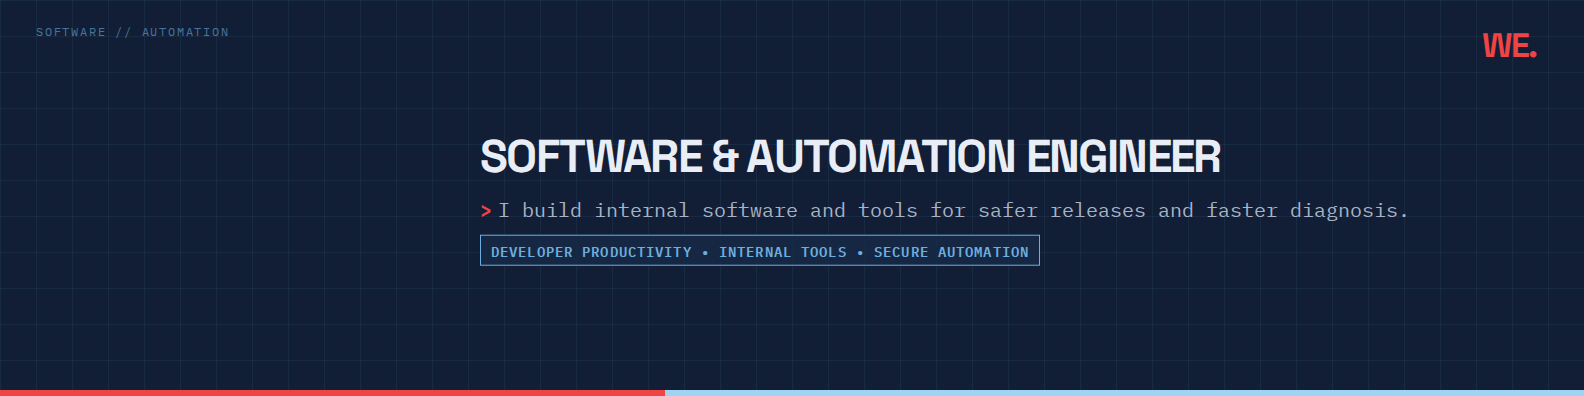 SOFTWARE // AUTOMATION
WE.
SOFTWARE & AUTOMATION ENGINEER
> I build internal software and tools for safer releases and faster diagnosis.
DEVELOPER PRODUCTIVITY • INTERNAL TOOLS • SECURE AUTOMATION